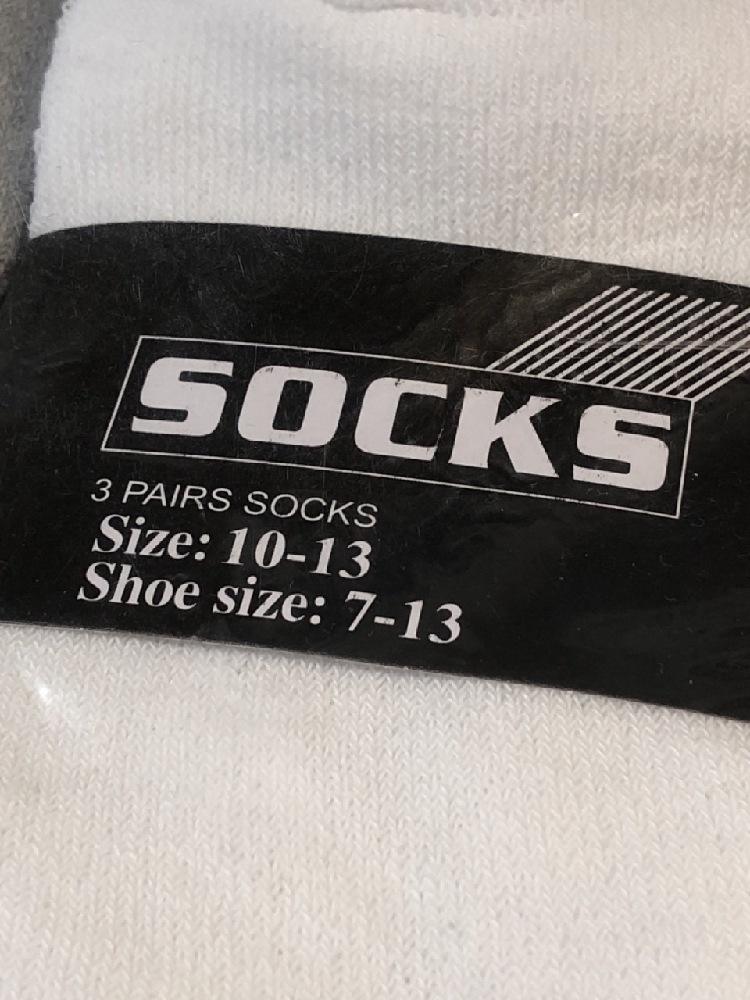 SOCKS
3 PAIRS SOCKS
Size: 10-13
Shoe size: 7-13